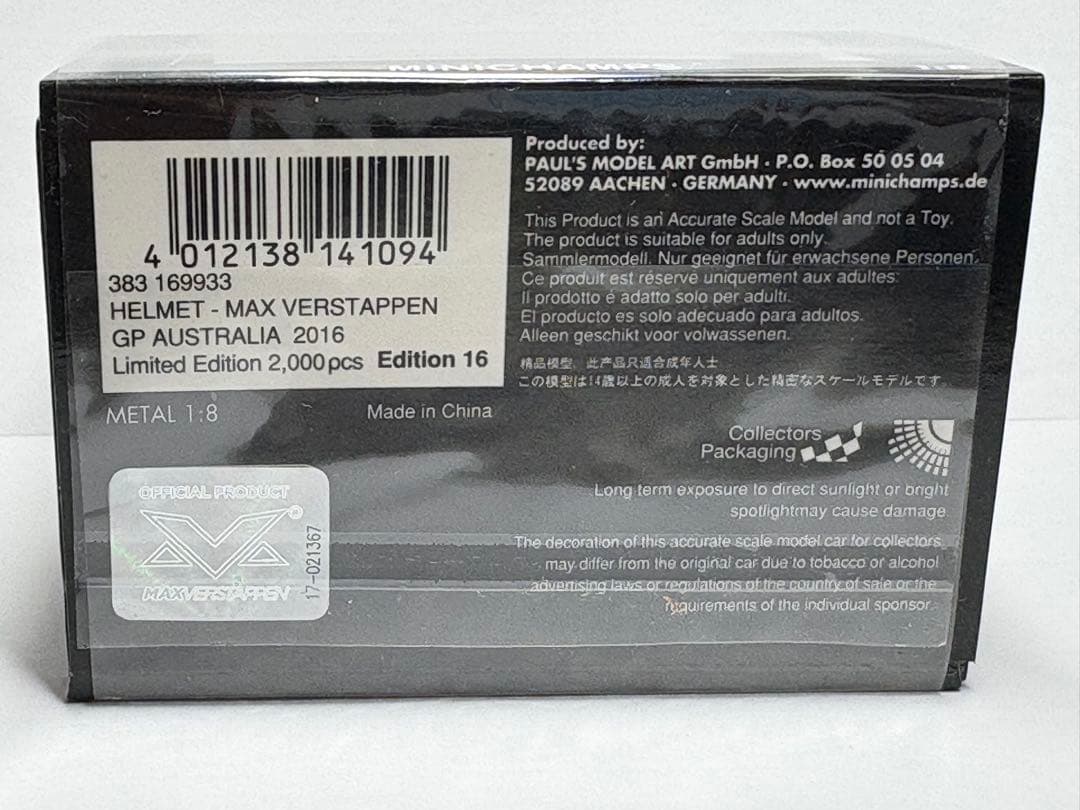 MINICHAMPS
1:8
4 012138 141094
383 169933
HELMET - MAX VERSTAPPEN
GP AUSTRALIA 2016
Limited Edition 2,000pcs Edition 16
METAL 1:8
Made in China
OFFICIAL PRODUCT
MAXVERSTAPPEN
17-021367
Produced by:
PAUL'S MODEL ART GmbH · P.O. Box 50 05 04
52089 AACHEN · GERMANY · www.minichamps.de
This Product is an Accurate Scale Model and not a Toy.
The product is suitable for adults only.
Sammlermodell. Nur geeignet für erwachsene Personen.
Ce produit est réservé uniquement aux adultes.
Il prodotto é adatto solo per adulti.
El producto es solo adecuado para adultos.
Alleen geschikt voor volwassenen.
精品模型，此产品只适合成年人士
この模型は14歳以上の成人を対象とした精密なスケールモデルです。
Collectors
Packaging
Long term exposure to direct sunlight or bright
spotlightmay cause damage.
The decoration of this accurate scale model car for collectors
may differ from the original car due to tobacco or alcohol
advertising laws or regulations of the country of sale or the
requirements of the individual sponsor.